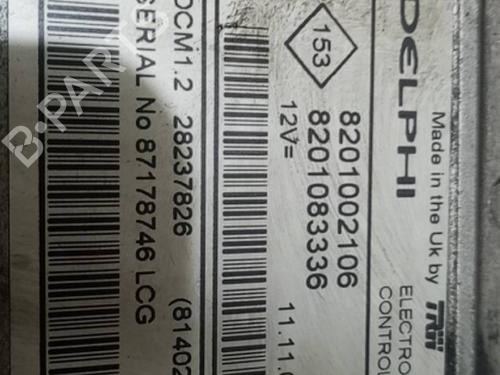 Made in the Uk by TRW
DELPHI
ELECTRO
CONTROL
153
8201002106
8201083336
12V=
11.11.
DCM1.2 28237826 (81402
SERIAL No 87178746 LCG
B-PARTS